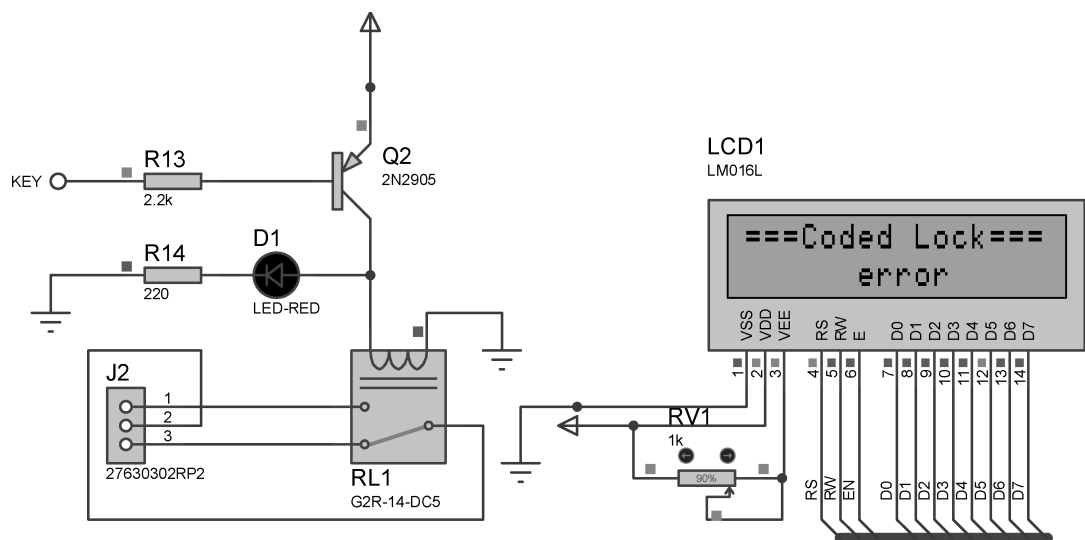 KEY
R13
2.2k
Q2
2N2905
R14
220
D1
LED-RED
J2
1
2
3
27630302RP2
RL1
G2R-14-DC5
LCD1
LM016L
===Coded Lock===
error
VSS
VDD
VEE
RS
RW
E
D0
D1
D2
D3
D4
D5
D6
D7
1
2
3
4
5
6
7
8
9
10
11
12
13
14
RV1
1k
90%
RS
RW
EN
D0
D1
D2
D3
D4
D5
D6
D7